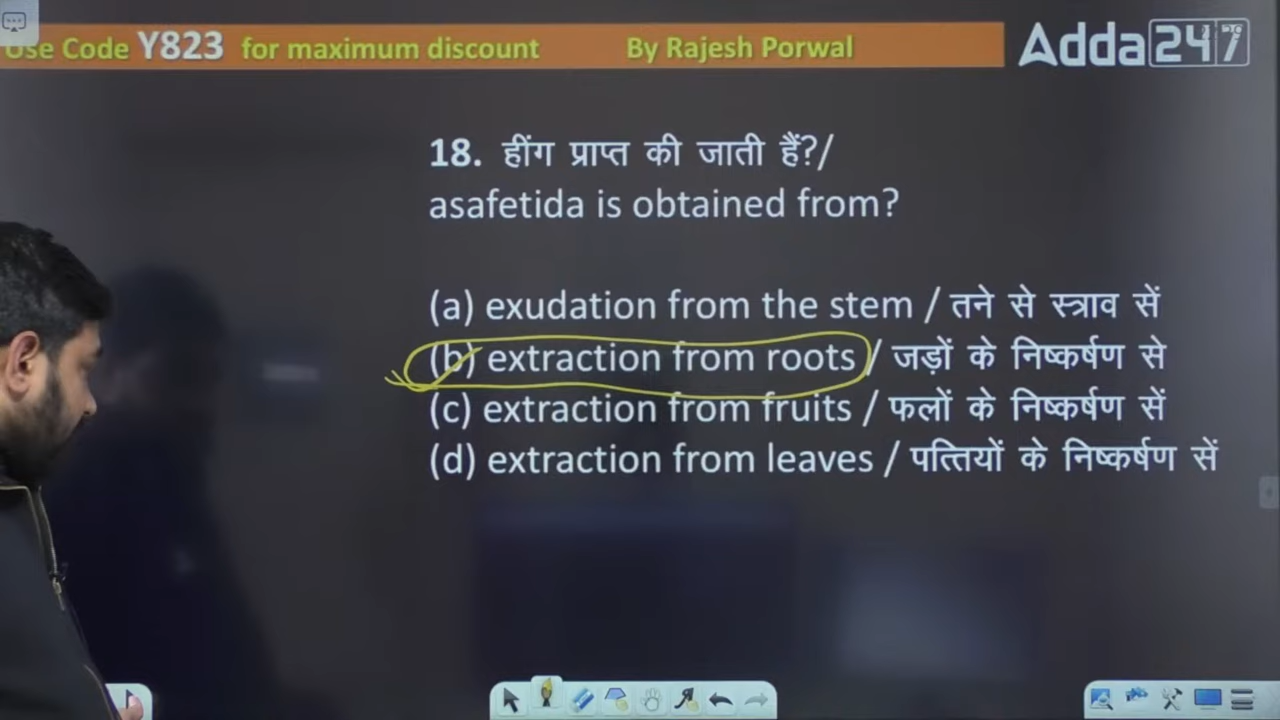 Use Code Y823 for maximum discount By Rajesh Porwal
Adda247
18. हींग प्राप्त की जाती हैं?/
asafetida is obtained from?
(a) exudation from the stem / तने से स्त्राव सें
(b) extraction from roots / जड़ों के निष्कर्षण से
(c) extraction from fruits / फलों के निष्कर्षण सें
(d) extraction from leaves / पत्तियों के निष्कर्षण सें